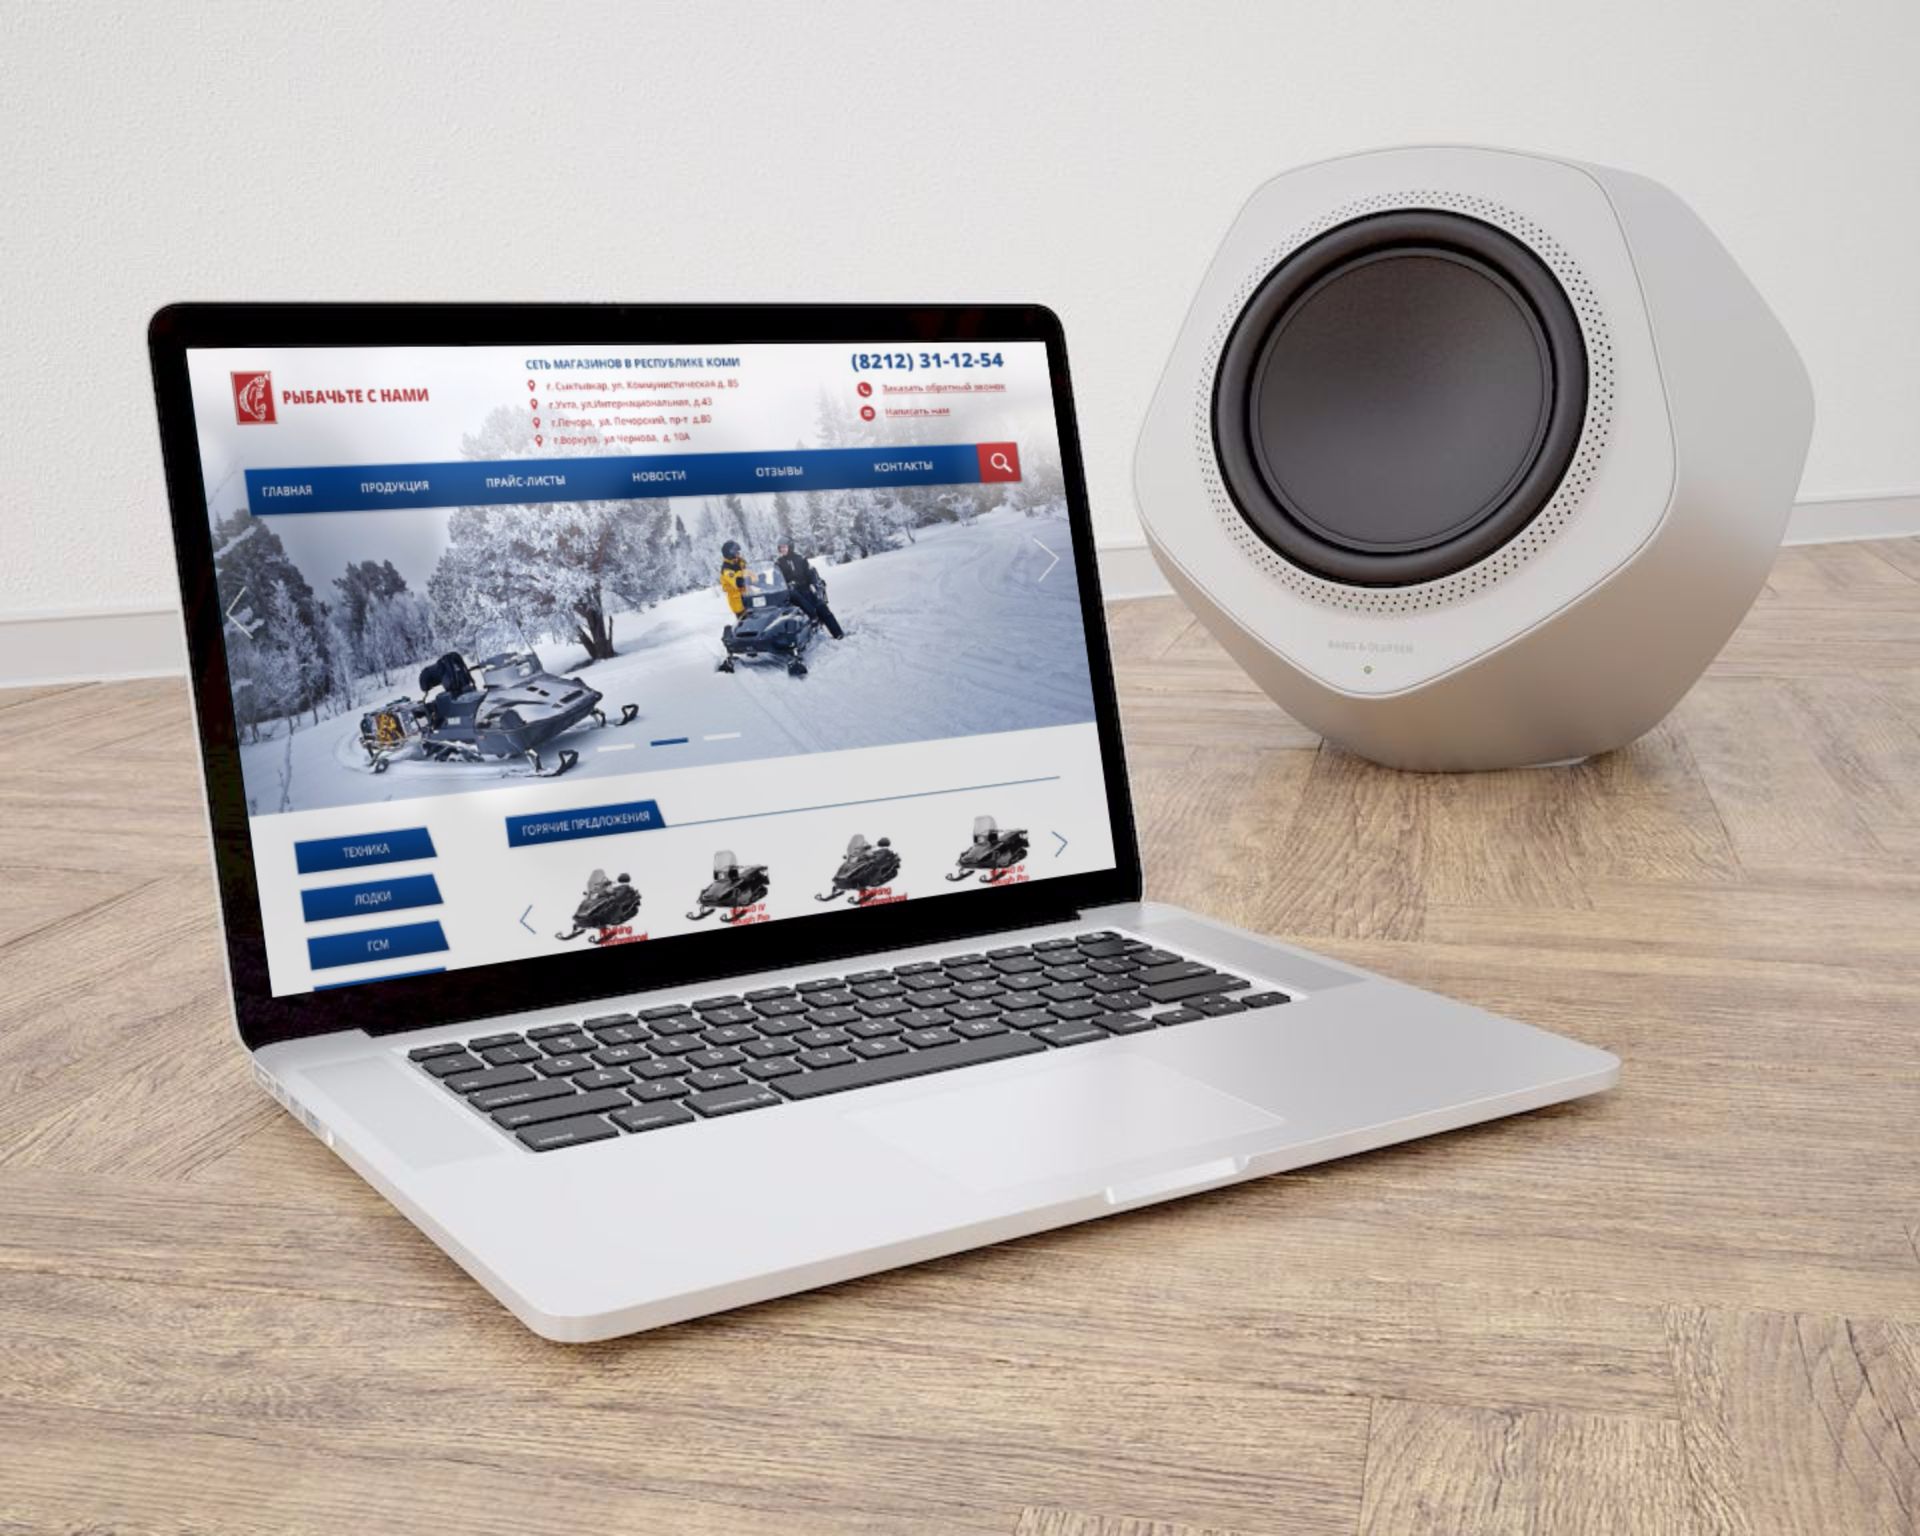 РЫБАЧЬТЕ С НАМИ
СЕТЬ МАГАЗИНОВ В РЕСПУБЛИКЕ КОМИ
г. Сыктывкар, ул. Коммунистическая д. 85
г.Ухта, ул.Интернациональная, д.43
г.Печора, ул. Печорский, пр-т д.80
г.Воркута, ул Чернова, д. 10А
(8212) 31-12-54
Заказать обратный звонок
Написать нам
ГЛАВНАЯ ПРОДУКЦИЯ ПРАЙС-ЛИСТЫ НОВОСТИ ОТЗЫВЫ КОНТАКТЫ
ТЕХНИКА
ЛОДКИ
ГСМ
ГОРЯЧИЕ ПРЕДЛОЖЕНИЯ
BANG & OLUFSEN